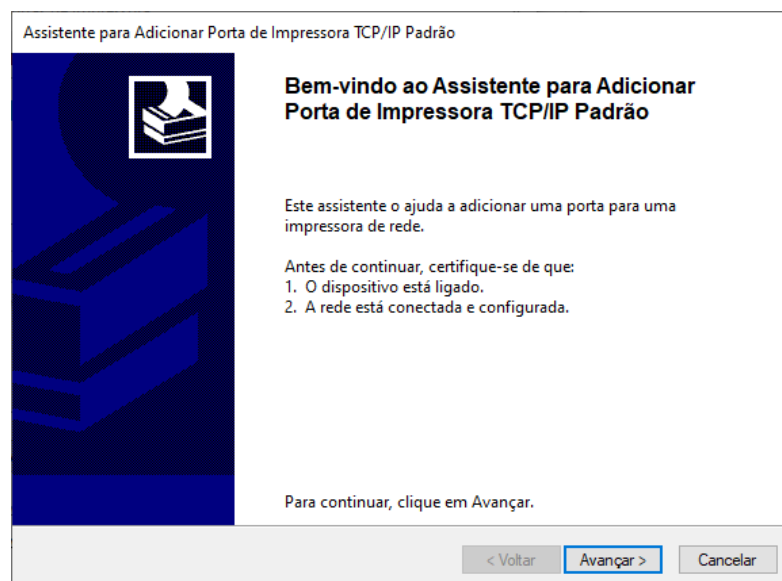 Assistente para Adicionar Porta de Impressora TCP/IP Padrão
Bem-vindo ao Assistente para Adicionar
Porta de Impressora TCP/IP Padrão
Este assistente o ajuda a adicionar uma porta para uma
impressora de rede.
Antes de continuar, certifique-se de que:
1. O dispositivo está ligado.
2. A rede está conectada e configurada.
Para continuar, clique em Avançar.
< Voltar
Avançar >
Cancelar